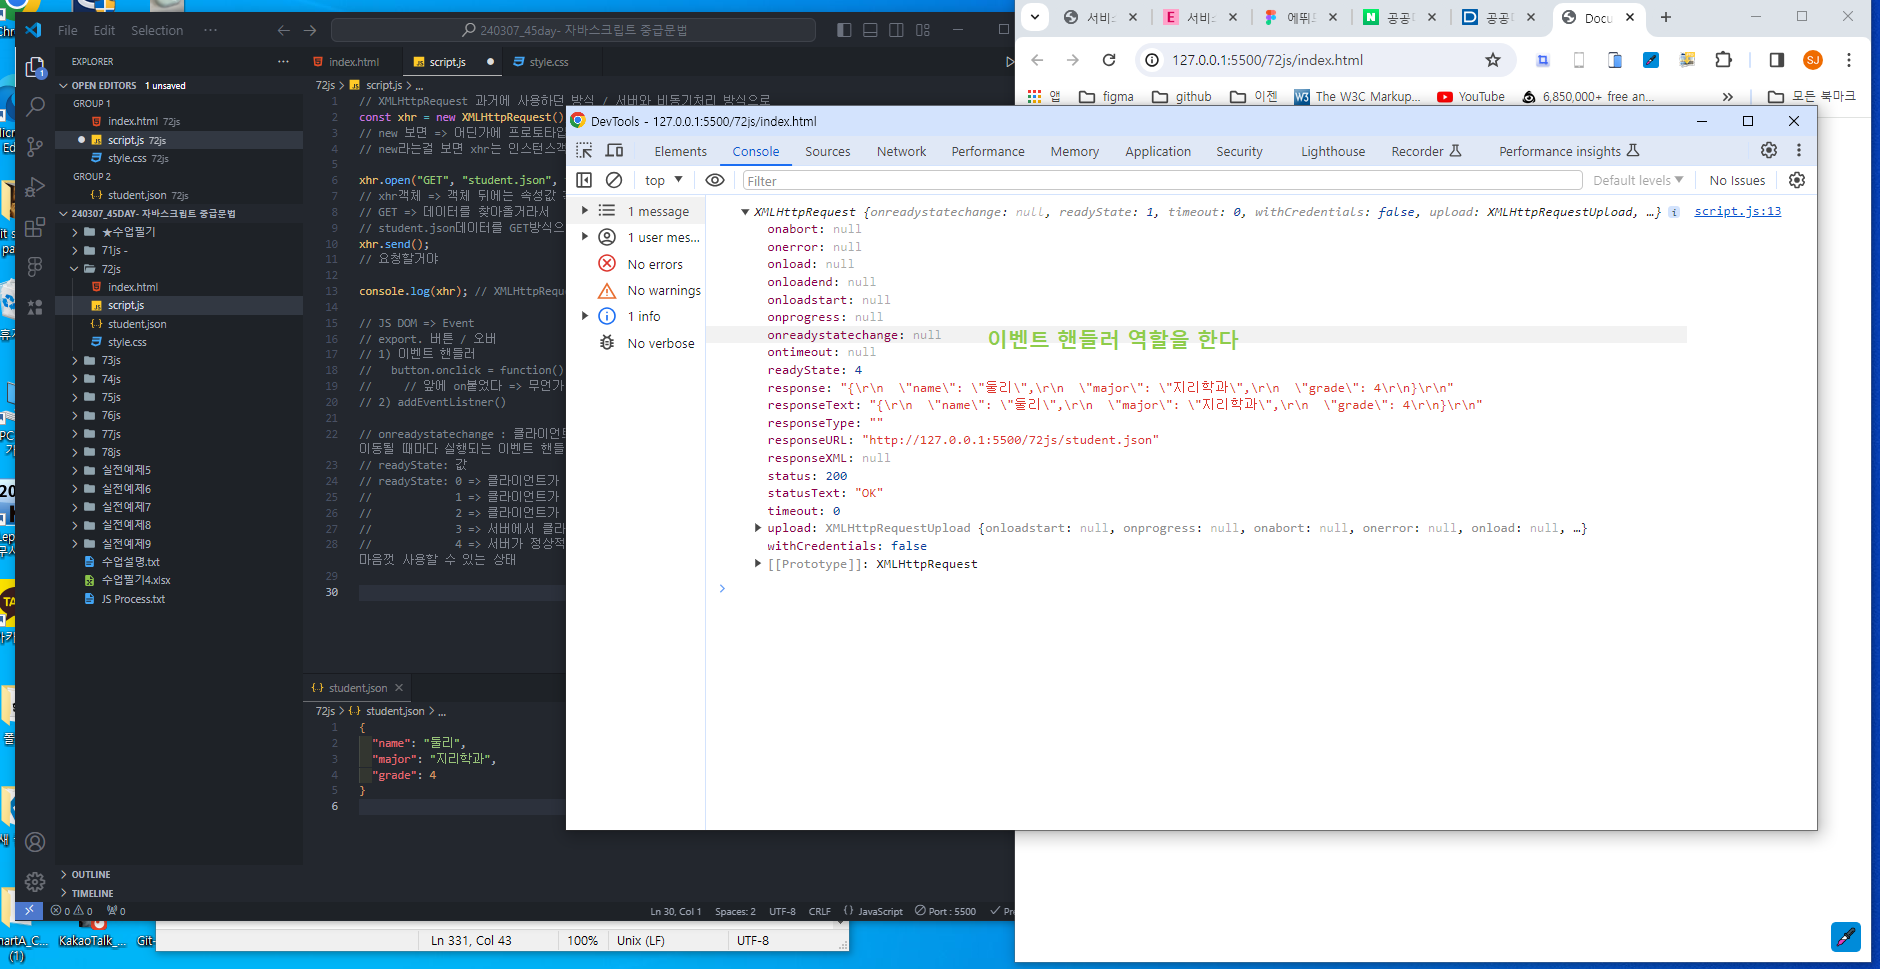 File Edit Selection ···
240307_45day- 자바스크립트 중급문법
EXPLORER
OPEN EDITORS 1 unsaved
GROUP 1
index.html 72js
script.js 72js
style.css 72js
GROUP 2
student.json 72js
240307_45DAY- 자바스크립트 중급문법
★수업필기
71js -
72js
index.html
script.js
student.json
style.css
73js
74js
75js
76js
77js
78js
실전예제5
실전예제6
실전예제7
실전예제8
실전예제9
수업설명.txt
수업필기4.xlsx
JS Process.txt
OUTLINE
TIMELINE
index.html script.js style.css
72js > script.js > ...
1 // XMLHttpRequest 과거에 사용하던 방식 / 서버와 비동기처리 방식으로
2 const xhr = new XMLHttpRequest()
3 // new 보면 => 어딘가에 프로토타입
4 // new라는걸 보면 xhr는 인스턴스객
5
6 xhr.open("GET", "student.json",
7 // xhr객체 => 객체 뒤에는 속성값
8 // GET => 데이터를 찾아올거라서
9 // student.json데이터를 GET방식으
10 xhr.send();
11 // 요청할거야
12
13 console.log(xhr); // XMLHttpReque
14
15 // JS DOM => Event
16 // export. 버튼 / 오버
17 // 1) 이벤트 핸들러
18 // button.onclick = function()
19 // // 앞에 on붙었다 => 무언가
20 // 2) addEventListner()
21
22 // onreadystatechange : 클라이언트
이동될 때마다 실행되는 이벤트 핸들
23 // readyState: 값
24 // readyState: 0 => 클라이언트가
25 // 1 => 클라이언트가
26 // 2 => 클라이언트가
27 // 3 => 서버에서 클라
28 // 4 => 서버가 정상적
마음껏 사용할 수 있는 상태
29
30
student.json
72js > student.json > ...
1 {
2 "name": "둘리",
3 "major": "지리학과",
4 "grade": 4
5 }
6
0 0 0
Ln 30, Col 1 Spaces: 2 UTF-8 CRLF JavaScript Port : 5500
KakaoTalk_...
Ln 331, Col 43 100% Unix (LF) UTF-8
서비 서비 에뛰 공공 공공 Docu
127.0.0.1:5500/72js/index.html
SJ
앱 figma github 이젠 The W3C Markup... YouTube 6,850,000+ free an... 모든 북마크
DevTools - 127.0.0.1:5500/72js/index.html
Elements Console Sources Network Performance Memory Application Security Lighthouse Recorder Performance insights
top Filter Default levels No Issues
1 message
1 user mes...
No errors
No warnings
1 info
No verbose
XMLHttpRequest {onreadystatechange: null, readyState: 1, timeout: 0, withCredentials: false, upload: XMLHttpRequestUpload, …} script.js:13
onabort: null
onerror: null
onload: null
onloadend: null
onloadstart: null
onprogress: null
onreadystatechange: null 이벤트 핸들러 역할을 한다
ontimeout: null
readyState: 4
response: "{\r\n \"name\": \"둘리\",\r\n \"major\": \"지리학과\",\r\n \"grade\": 4\r\n}\r\n"
responseText: "{\r\n \"name\": \"둘리\",\r\n \"major\": \"지리학과\",\r\n \"grade\": 4\r\n}\r\n"
responseType: ""
responseURL: "http://127.0.0.1:5500/72js/student.json"
responseXML: null
status: 200
statusText: "OK"
timeout: 0
upload: XMLHttpRequestUpload {onloadstart: null, onprogress: null, onabort: null, onerror: null, onload: null, …}
withCredentials: false
[[Prototype]]: XMLHttpRequest